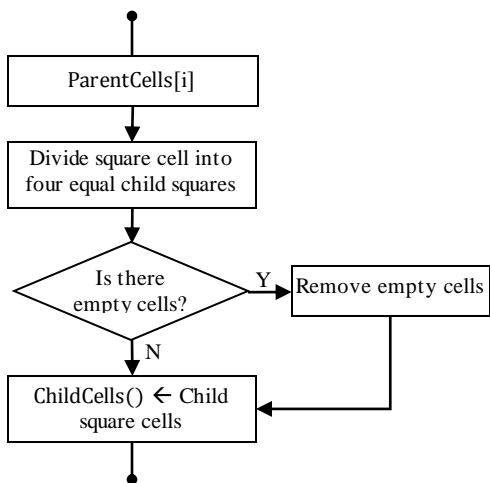 ParentCells[i]
Divide square cell into
four equal child squares
Is there
empty cells?
Y
Remove empty cells
N
ChildCells() ← Child
square cells